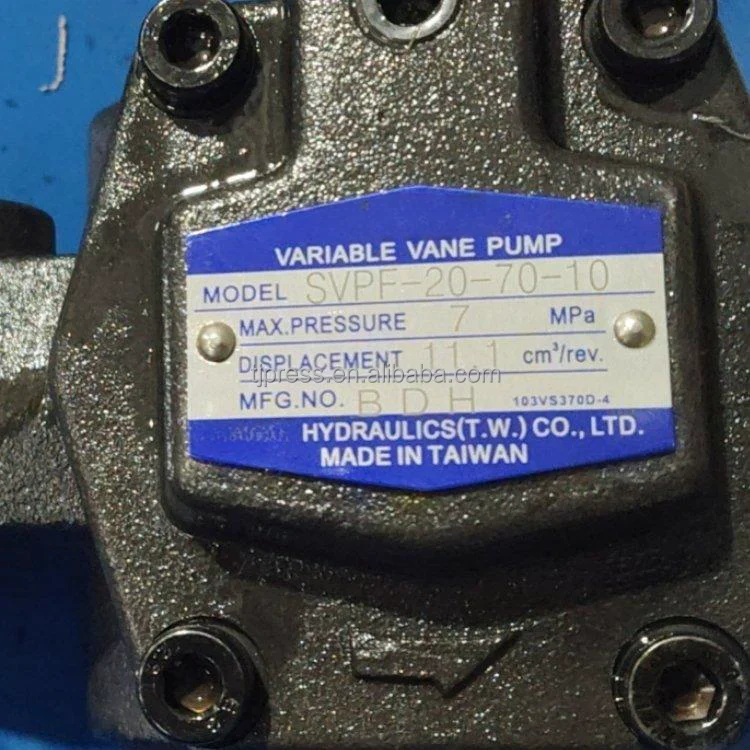 VARIABLE VANE PUMP
MODEL SVPF-20-70-10
MAX.PRESSURE 7 MPa
DISPLACEMENT 11.1 cm³/rev.
tjpress.en.alibaba.com
MFG.NO. BDH 103VS370D-4
HYDRAULICS(T.W.) CO., LTD.
MADE IN TAIWAN